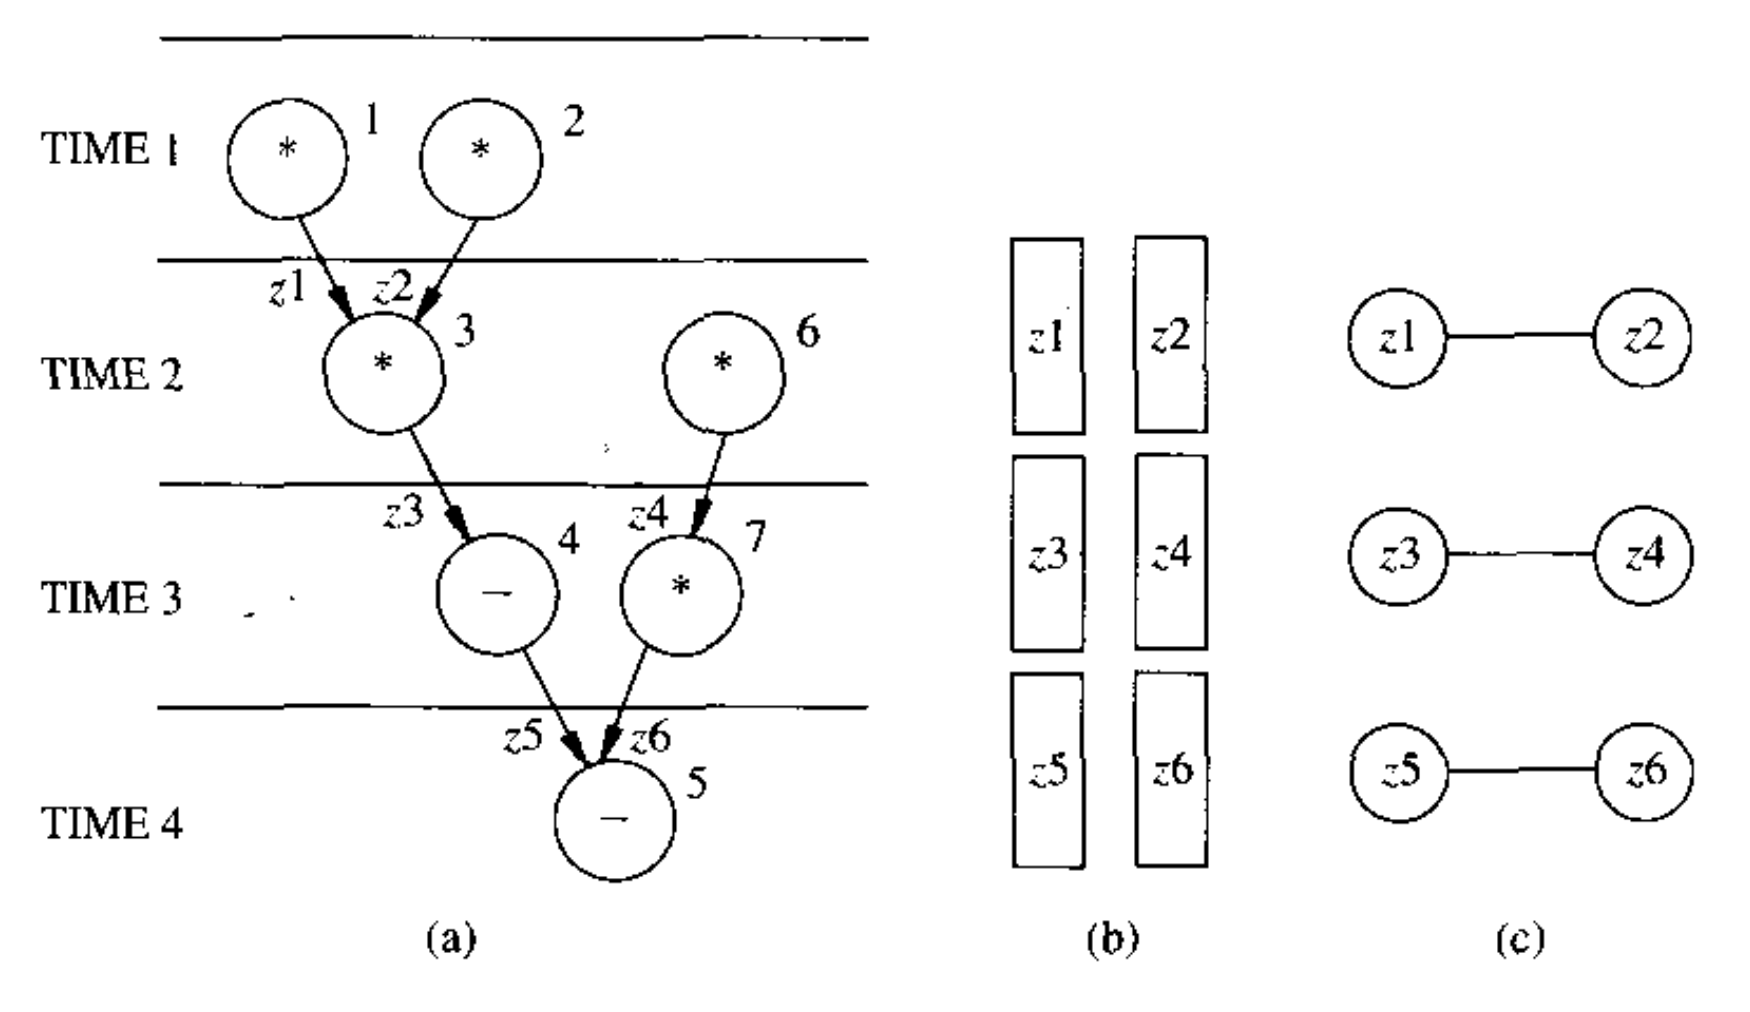 TIME 1 * 1 * 2
z1 z2
TIME 2 * 3 * 6
z3 z4
TIME 3 − 4 * 7
z5 z6
TIME 4 − 5
(a)
z1 z2
z3 z4
z5 z6
(b)
z1 z2
z3 z4
z5 z6
(c)